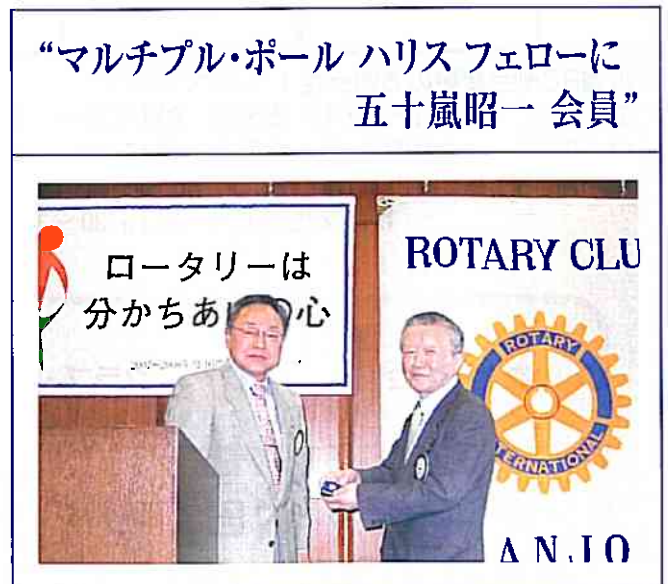 “マルチプル・ポール ハリス フェローに
五十嵐昭一 会員”
ロータリーは
分かちあいの心
ROTARY CLU
ROTARY
INTERNATIONAL
ANJO